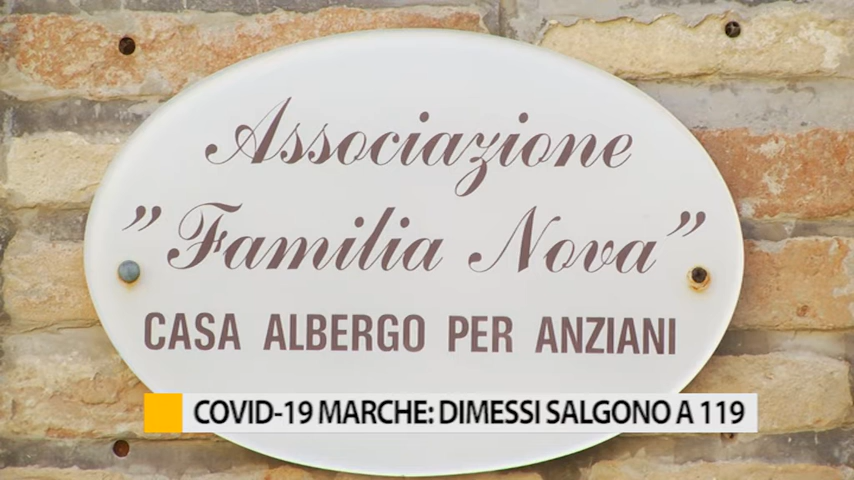 Associazione
"Familia Nova"
CASA ALBERGO PER ANZIANI
COVID-19 MARCHE: DIMESSI SALGONO A 119